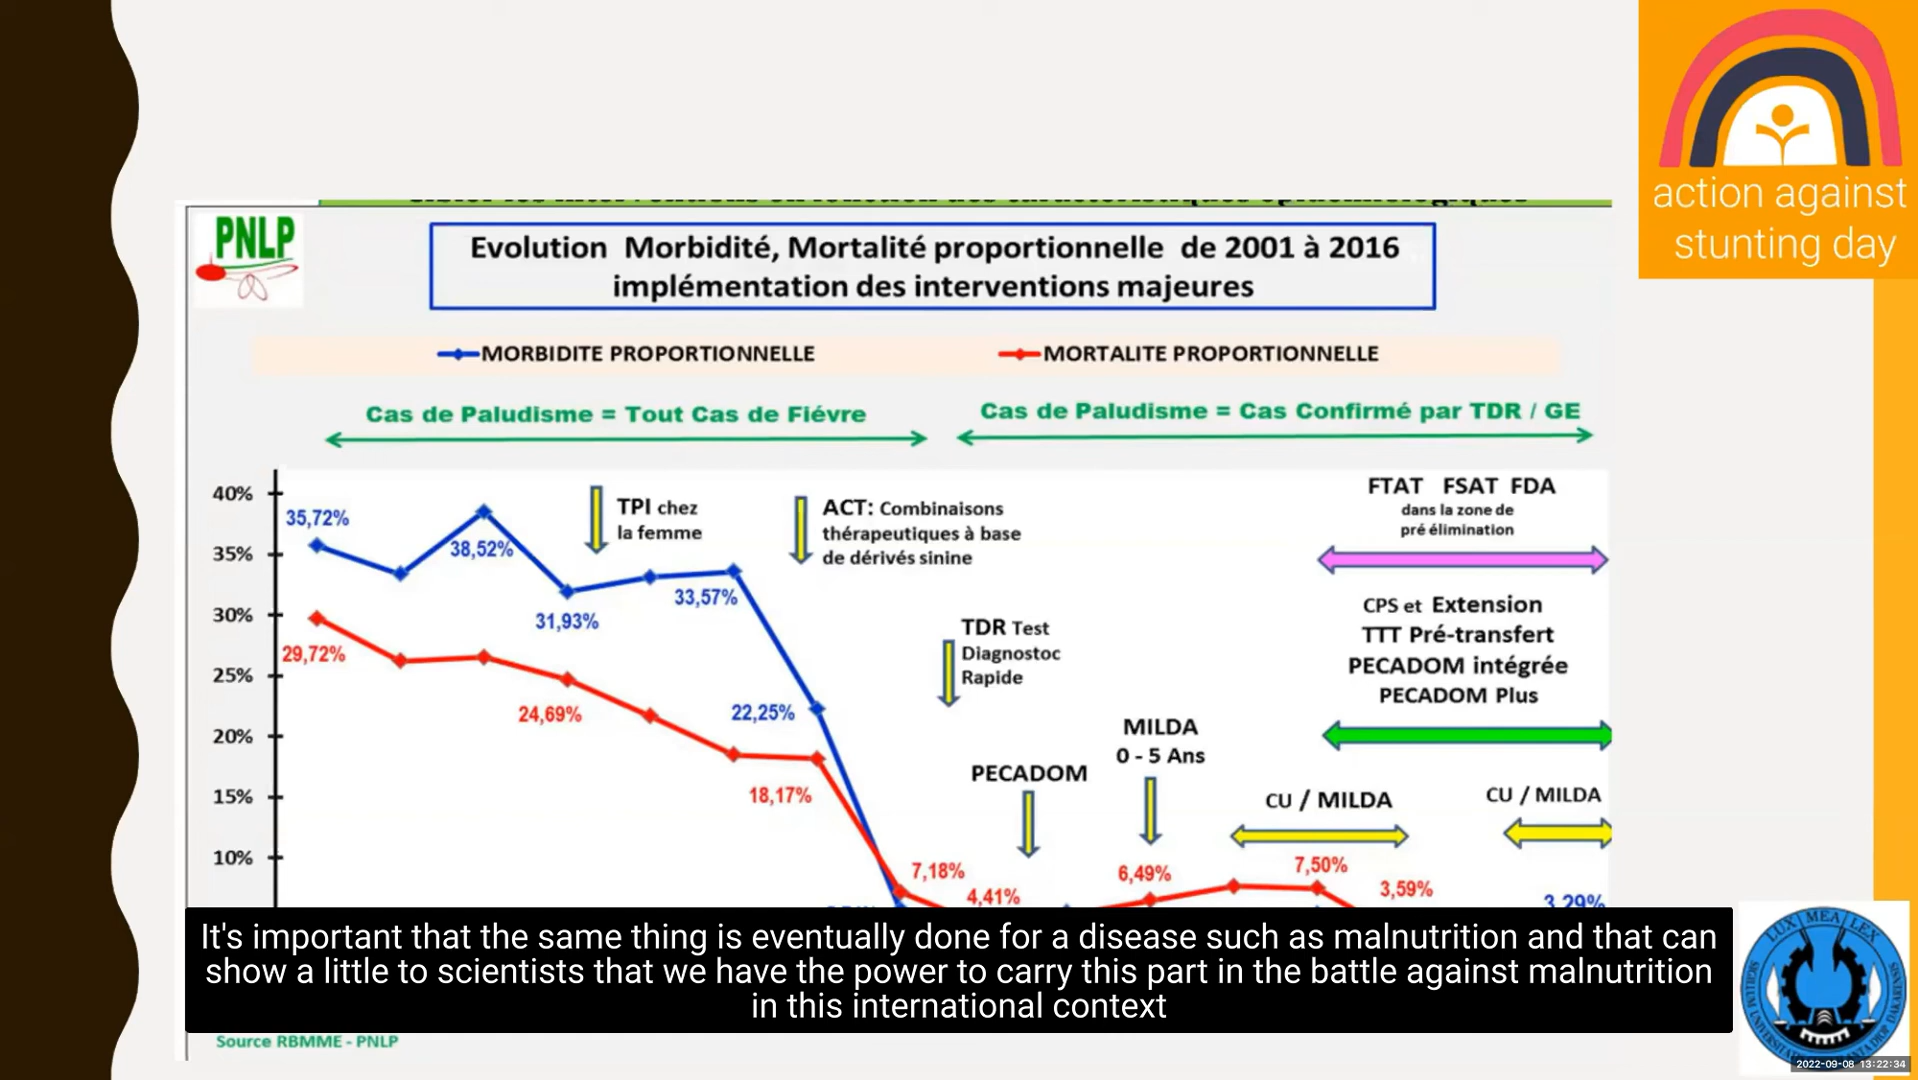 action against
stunting day
PNLP
Evolution Morbidité, Mortalité proportionnelle de 2001 à 2016
implémentation des interventions majeures
MORBIDITE PROPORTIONNELLE
MORTALITE PROPORTIONNELLE
Cas de Paludisme = Tout Cas de Fiévre
Cas de Paludisme = Cas Confirmé par TDR / GE
40%
35%
30%
25%
20%
15%
10%
35,72%
38,52%
31,93%
33,57%
22,25%
29,72%
24,69%
18,17%
7,18%
4,41%
6,49%
7,50%
3,59%
3,29%
TPI chez
la femme
ACT: Combinaisons
thérapeutiques à base
de dérivés sinine
TDR Test
Diagnostoc
Rapide
PECADOM
MILDA
0 - 5 Ans
FTAT FSAT FDA
dans la zone de
pré élimination
CPS et Extension
TTT Pré-transfert
PECADOM intégrée
PECADOM Plus
CU / MILDA
CU / MILDA
It's important that the same thing is eventually done for a disease such as malnutrition and that can
show a little to scientists that we have the power to carry this part in the battle against malnutrition
in this international context
Source RBMME - PNLP
LUX MEA LEX
2022-09-08 13:22:34